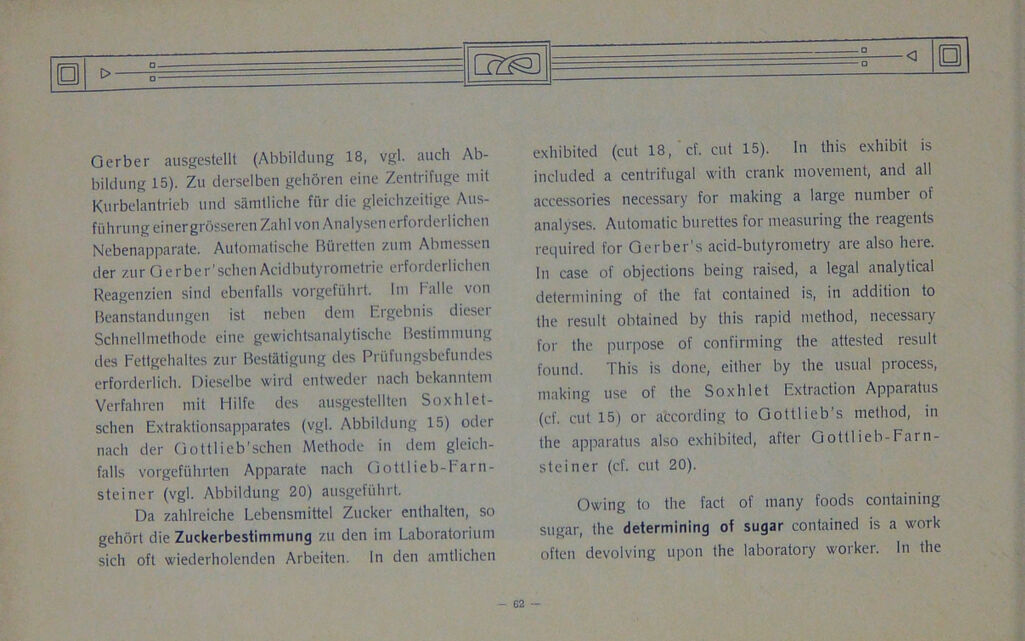 Gerber ausgestellt (Abbildung 18, vgl. auch Ab-
bildung 15). Zu derselben gehören eine Zentrifuge mit
Kurbelantrieb und sämtliche für die gleichzeitige Aus-
führung einer grösseren Zahl von Analysen erforderlichen
Nebenapparate. Automatische Büretten zum Abmessen
der zur Gerber'schen Acidbutyrometrie erforderlichen
Reagenzien sind ebenfalls vorgeführt. Im Falle von
Beanstandungen ist neben dem Ergebnis dieser
Schnellmethode eine gewichtsanalytische Bestimmung
des Fettgehaltes zur Bestätigung des Prüfungsbefundes
erforderlich. Dieselbe wird entweder nach bekanntem
Verfahren mit Hilfe des ausgestellten Soxhlet-
schen Extraktionsapparates (vgl. Abbildung 15) oder
nach der Gottlieb'schen Methode in dem gleich-
falls vorgeführten Apparate nach Gottlieb-Farn-
steiner (vgl. Abbildung 20) ausgeführt.
Da zahlreiche Lebensmittel Zucker enthalten, so
gehört die Zuckerbestimmung zu den im Laboratorium
sich oft wiederholenden Arbeiten. In den amtlichen
exhibited (cut 18, cf. cut 15). In this exhibit is
included a centrifugal with crank movement, and all
accessories necessary for making a large number of
analyses. Automatic burettes for measuring the reagents
required for Gerber's acid-butyrometry are also here.
In case of objections being raised, a legal analytical
determining of the fat contained is, in addition to
the result obtained by this rapid method, necessary
for the purpose of confirming the attested result
found. This is done, either by the usual process,
making use of the Soxhlet Extraction Apparatus
(cf. cut 15) or according to Gottlieb's method, in
the apparatus also exhibited, after Gottlieb-Farn-
steiner (cf. cut 20).
Owing to the fact of many foods containing
sugar, the determining of sugar contained is a work
often devolving upon the laboratory worker. In the
— 62 —